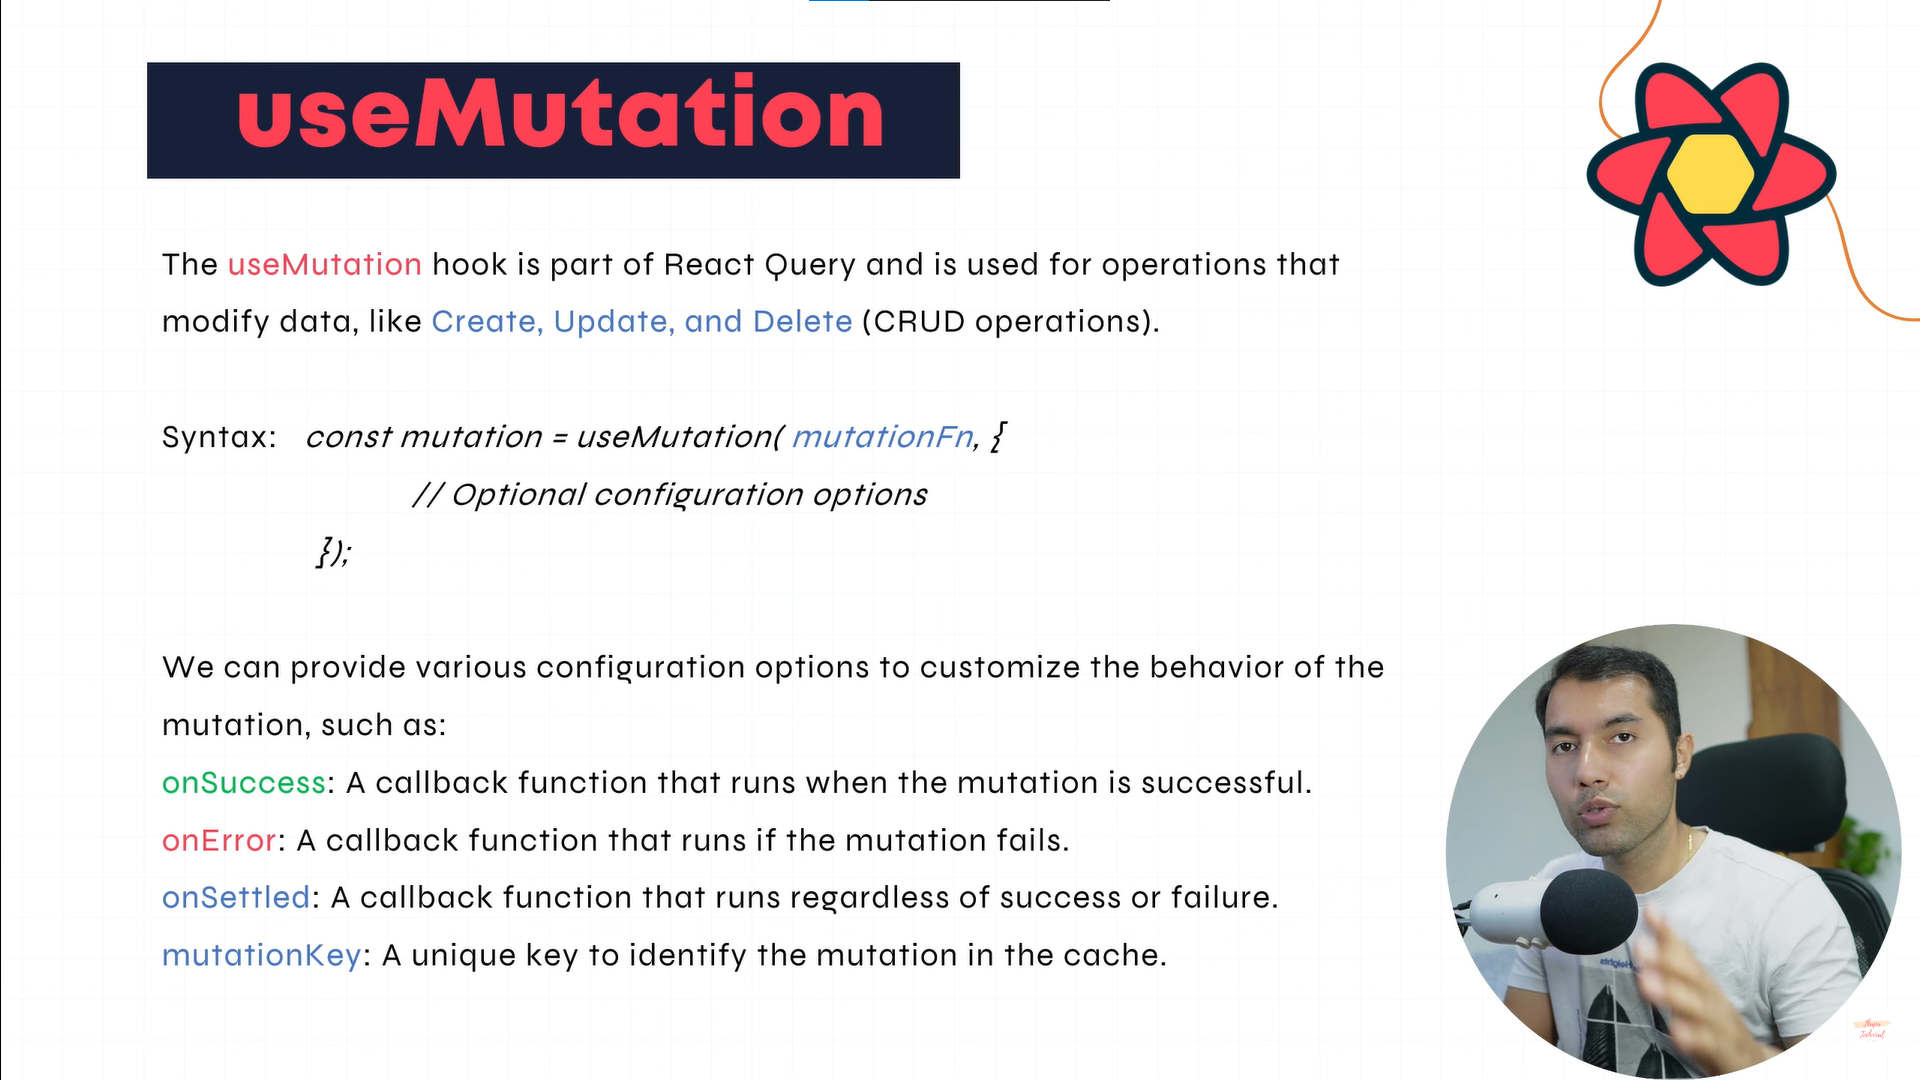 useMutation
The useMutation hook is part of React Query and is used for operations that
modify data, like Create, Update, and Delete (CRUD operations).
Syntax: const mutation = useMutation( mutationFn, {
// Optional configuration options
});
We can provide various configuration options to customize the behavior of the
mutation, such as:
onSuccess: A callback function that runs when the mutation is successful.
onError: A callback function that runs if the mutation fails.
onSettled: A callback function that runs regardless of success or failure.
mutationKey: A unique key to identify the mutation in the cache.
Thapa
Technical